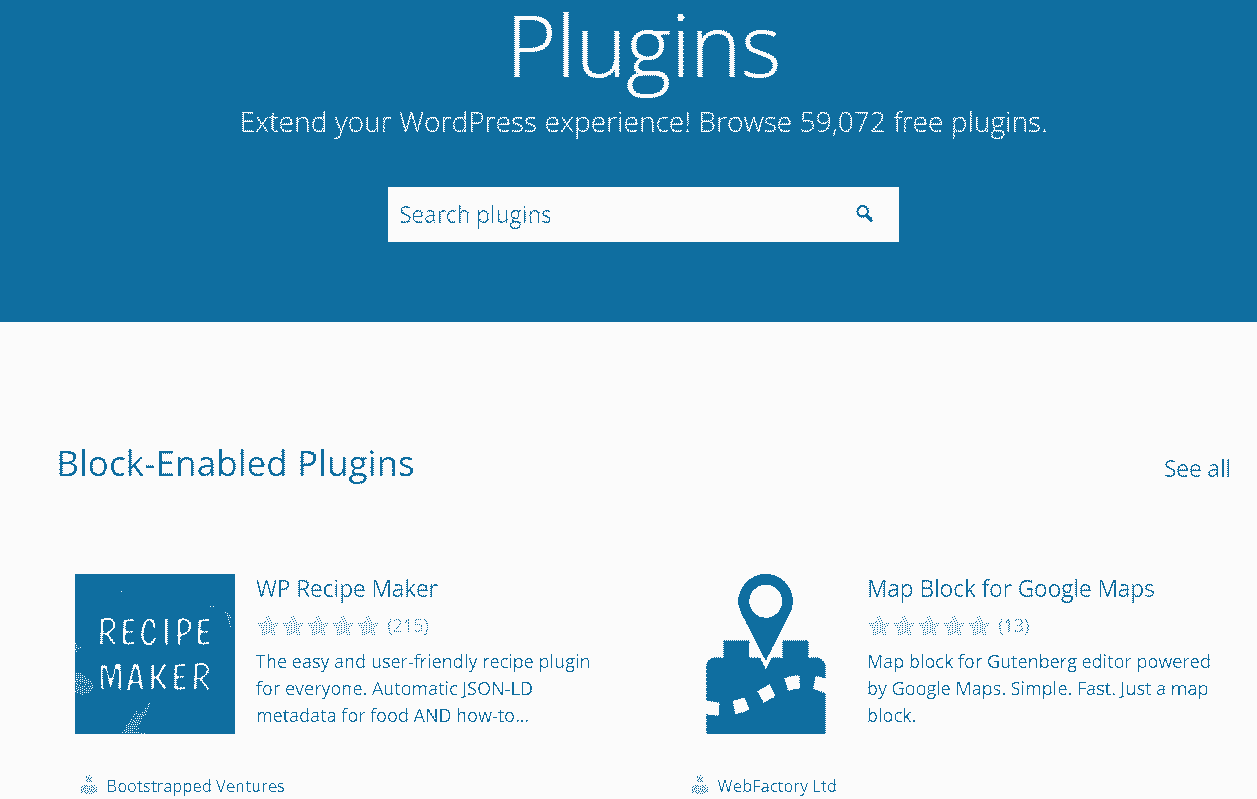 Plugins
Extend your WordPress experience! Browse 59,072 free plugins.
Search plugins
Block-Enabled Plugins
See all
RECIPE
MAKER
WP Recipe Maker
(215)
The easy and user-friendly recipe plugin
for everyone. Automatic JSON-LD
metadata for food AND how-to...
Bootstrapped Ventures
Map Block for Google Maps
(13)
Map block for Gutenberg editor powered
by Google Maps. Simple. Fast. Just a map
block.
WebFactory Ltd